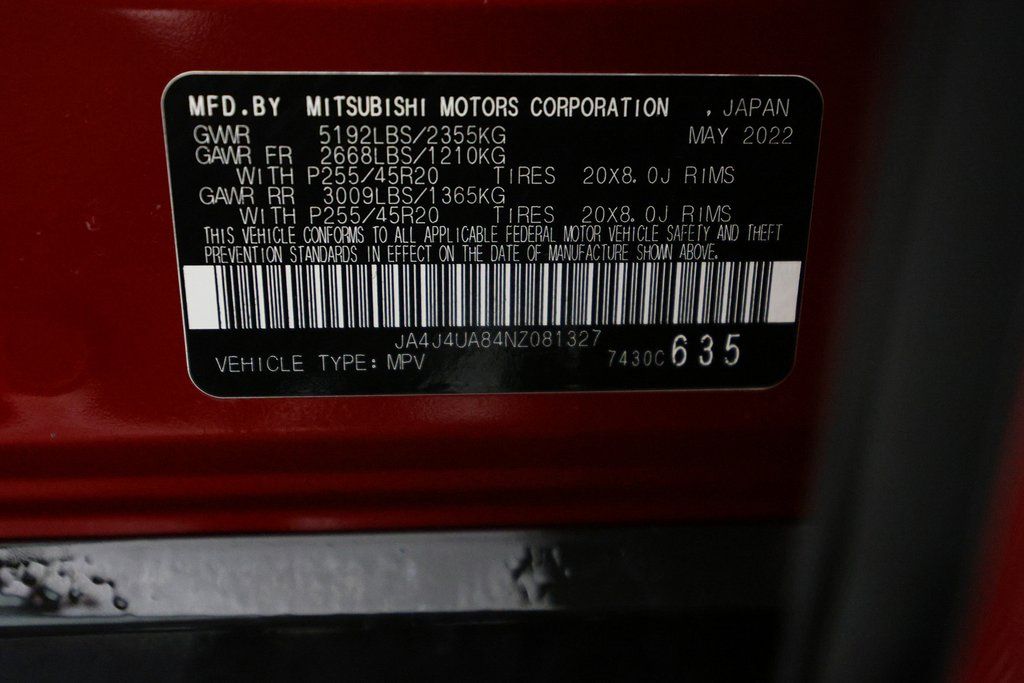 MFD.BY MITSUBISHI MOTORS CORPORATION , JAPAN
GVWR 5192LBS/2355KG MAY 2022
GAWR FR 2668LBS/1210KG
WITH P255/45R20 TIRES 20X8.0J RIMS
GAWR RR 3009LBS/1365KG
WITH P255/45R20 TIRES 20X8.0J RIMS
THIS VEHICLE CONFORMS TO ALL APPLICABLE FEDERAL MOTOR VEHICLE SAFETY AND THEFT
PREVENTION STANDARDS IN EFFECT ON THE DATE OF MANUFACTURE SHOWN ABOVE.
JA4J4UA84NZ081327
VEHICLE TYPE: MPV 7430C 635